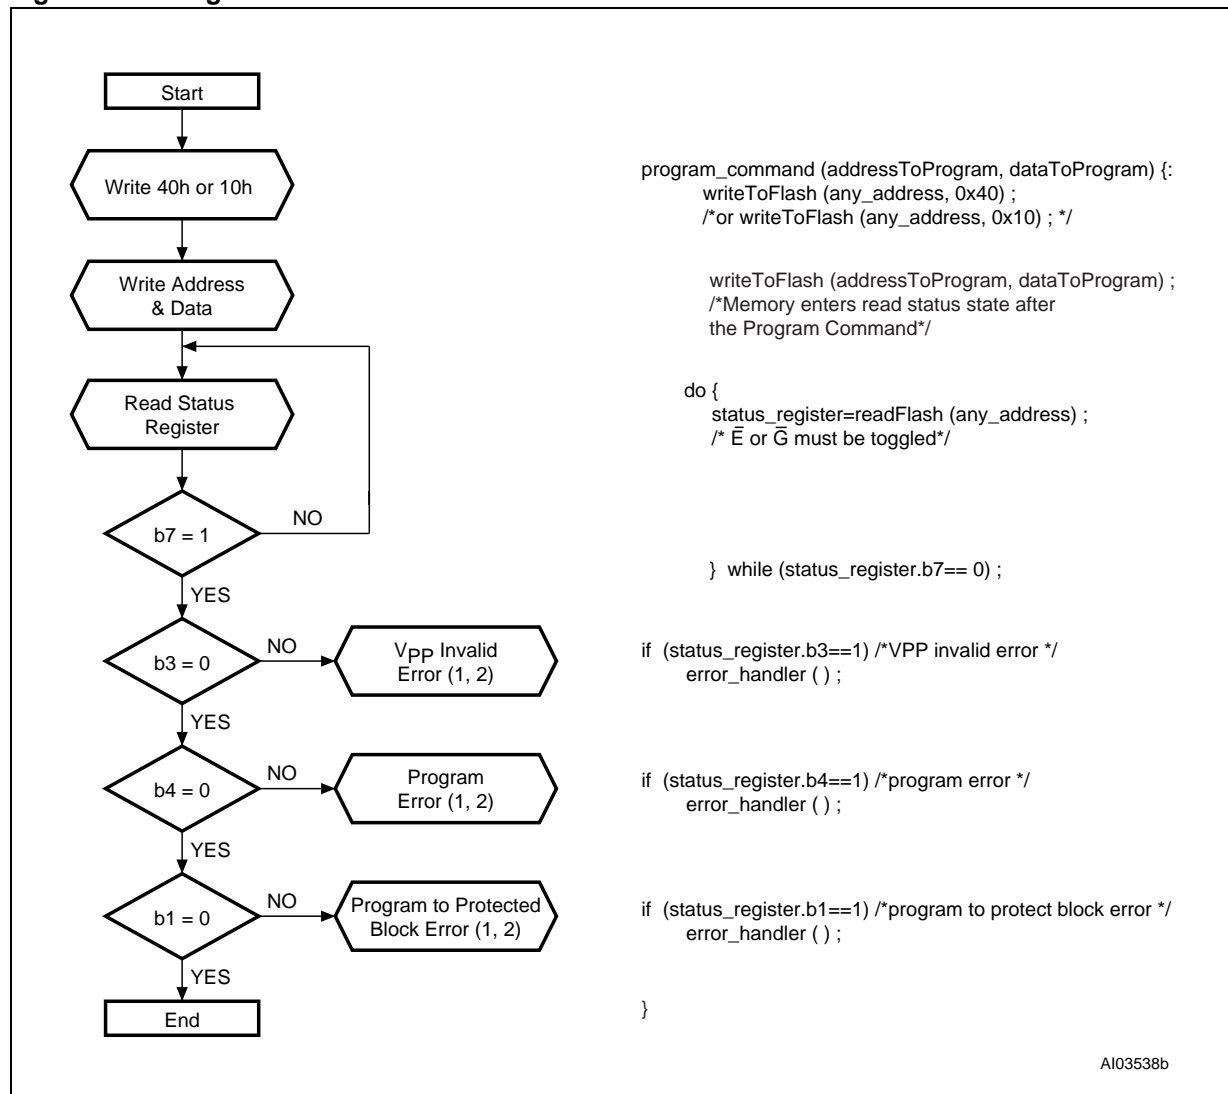 Start
Write 40h or 10h
Write Address
& Data
Read Status
Register
b7 = 1
NO
YES
b3 = 0
NO
VPP Invalid
Error (1, 2)
YES
b4 = 0
NO
Program
Error (1, 2)
YES
b1 = 0
NO
Program to Protected
Block Error (1, 2)
YES
End
program_command (addressToProgram, dataToProgram) {:
writeToFlash (any_address, 0x40) ;
/*or writeToFlash (any_address, 0x10) ; */
writeToFlash (addressToProgram, dataToProgram) ;
/*Memory enters read status state after
the Program Command*/
do {
status_register=readFlash (any_address) ;
/* E̅ or G̅ must be toggled*/
} while (status_register.b7== 0) ;
if (status_register.b3==1) /*VPP invalid error */
error_handler ( ) ;
if (status_register.b4==1) /*program error */
error_handler ( ) ;
if (status_register.b1==1) /*program to protect block error */
error_handler ( ) ;
}
AI03538b